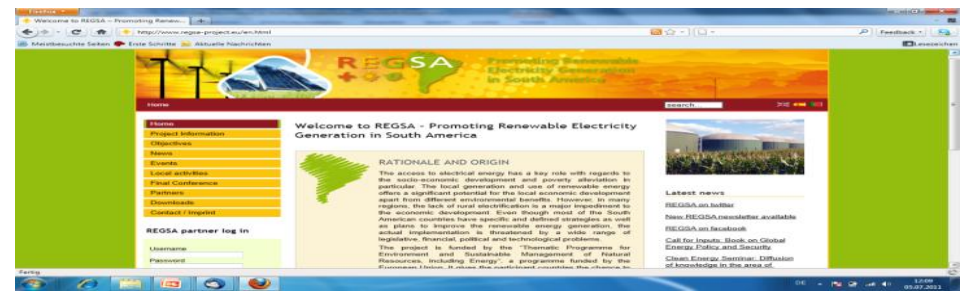 Firefox
Welcome to REGSA – Promoting Renew...
http://www.regsa-project.eu/en.html
Feedback
Meistbesuchte Seiten Erste Schritte Aktuelle Nachrichten
Lesezeichen
REGSA
Promoting Renewable
Electricity Generation
in South America
Home
search
Home
Project Information
Objectives
News
Events
Local activities
Final Conference
Partners
Downloads
Contact / Imprint
REGSA partner log in
Username
Password
Welcome to REGSA - Promoting Renewable Electricity
Generation in South America
RATIONALE AND ORIGIN
The access to electrical energy has a key role with regards to
the socio-economic development and poverty alleviation in
particular. The local generation and use of renewable energy
offers a significant potential for the local economic development
apart from different environmental benefits. However, in many
regions, the lack of rural electrification is a major impediment to
the economic development. Even though most of the South
American countries have specific and defined strategies as well
as plans to improve the renewable energy generation, the
actual implementation is threatened by a wide range of
legislative, financial, political and technological problems.
The project is funded by the "Thematic Programme for
Environment and Sustainable Management of Natural
Resources, including Energy", a programme funded by the
European Union. It gives the participant countries the chance to
Latest news
REGSA on twitter
New REGSA newsletter available
REGSA on facebook
Call for Inputs: Book on Global
Energy Policy and Security
Clean Energy Seminar: Diffusion
of knowledge in the area of
Fertig
DE
12:09
05.07.2011